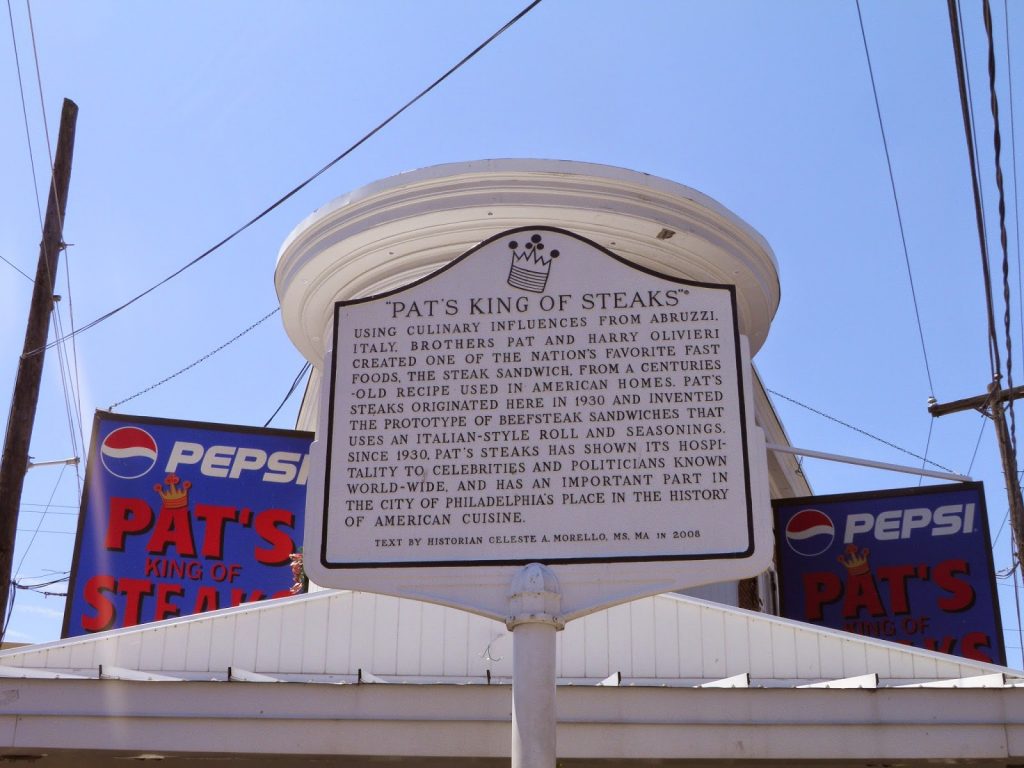 "PAT'S KING OF STEAKS"®
USING CULINARY INFLUENCES FROM ABRUZZI,
ITALY, BROTHERS PAT AND HARRY OLIVIERI
CREATED ONE OF THE NATION'S FAVORITE FAST
FOODS, THE STEAK SANDWICH, FROM A CENTURIES
-OLD RECIPE USED IN AMERICAN HOMES. PAT'S
STEAKS ORIGINATED HERE IN 1930 AND INVENTED
THE PROTOTYPE OF BEEFSTEAK SANDWICHES THAT
USES AN ITALIAN-STYLE ROLL AND SEASONINGS.
SINCE 1930, PAT'S STEAKS HAS SHOWN ITS HOSPI-
TALITY TO CELEBRITIES AND POLITICIANS KNOWN
WORLD-WIDE, AND HAS AN IMPORTANT PART IN
THE CITY OF PHILADELPHIA'S PLACE IN THE HISTORY
OF AMERICAN CUISINE.
TEXT BY HISTORIAN CELESTE A. MORELLO, MS, MA IN 2008
PEPSI
PAT'S
KING OF
STEAKS
PEPSI
PAT'S
KING OF